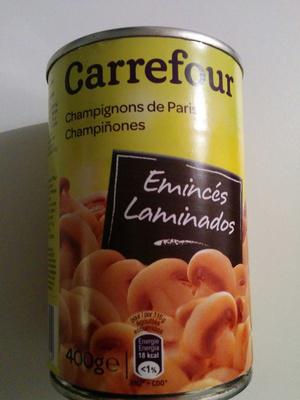 Carrefour
Champignons de Paris
Champiñones
Emincés
Laminados
400g e
Energie
Energía
18 kcal
<1%